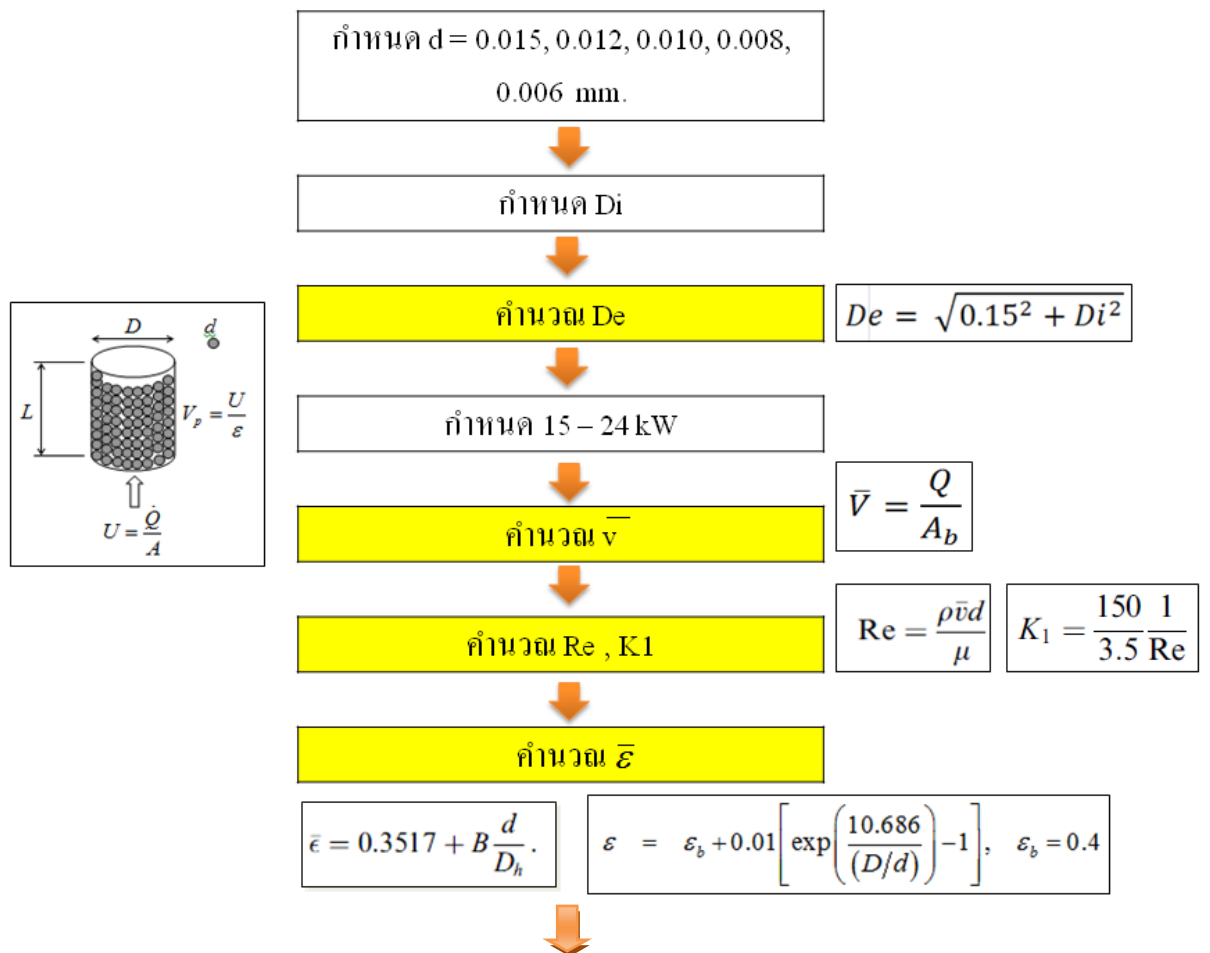 กำหนด d = 0.015, 0.012, 0.010, 0.008,
0.006 mm.
กำหนด Di
คำนวณ De
De = √(0.15² + Di²)
D
d
L
V_p = U/ε
U = Q̇/A
กำหนด 15 – 24 kW
คำนวณ v̅
V̄ = Q/A_b
คำนวณ Re , K1
Re = ρv̄d/μ
K₁ = 150/3.5 1/Re
คำนวณ ε̄
ϵ̄ = 0.3517 + B d/D_h.
ε = ε_b + 0.01[exp(10.686/(D/d)) −1], ε_b = 0.4